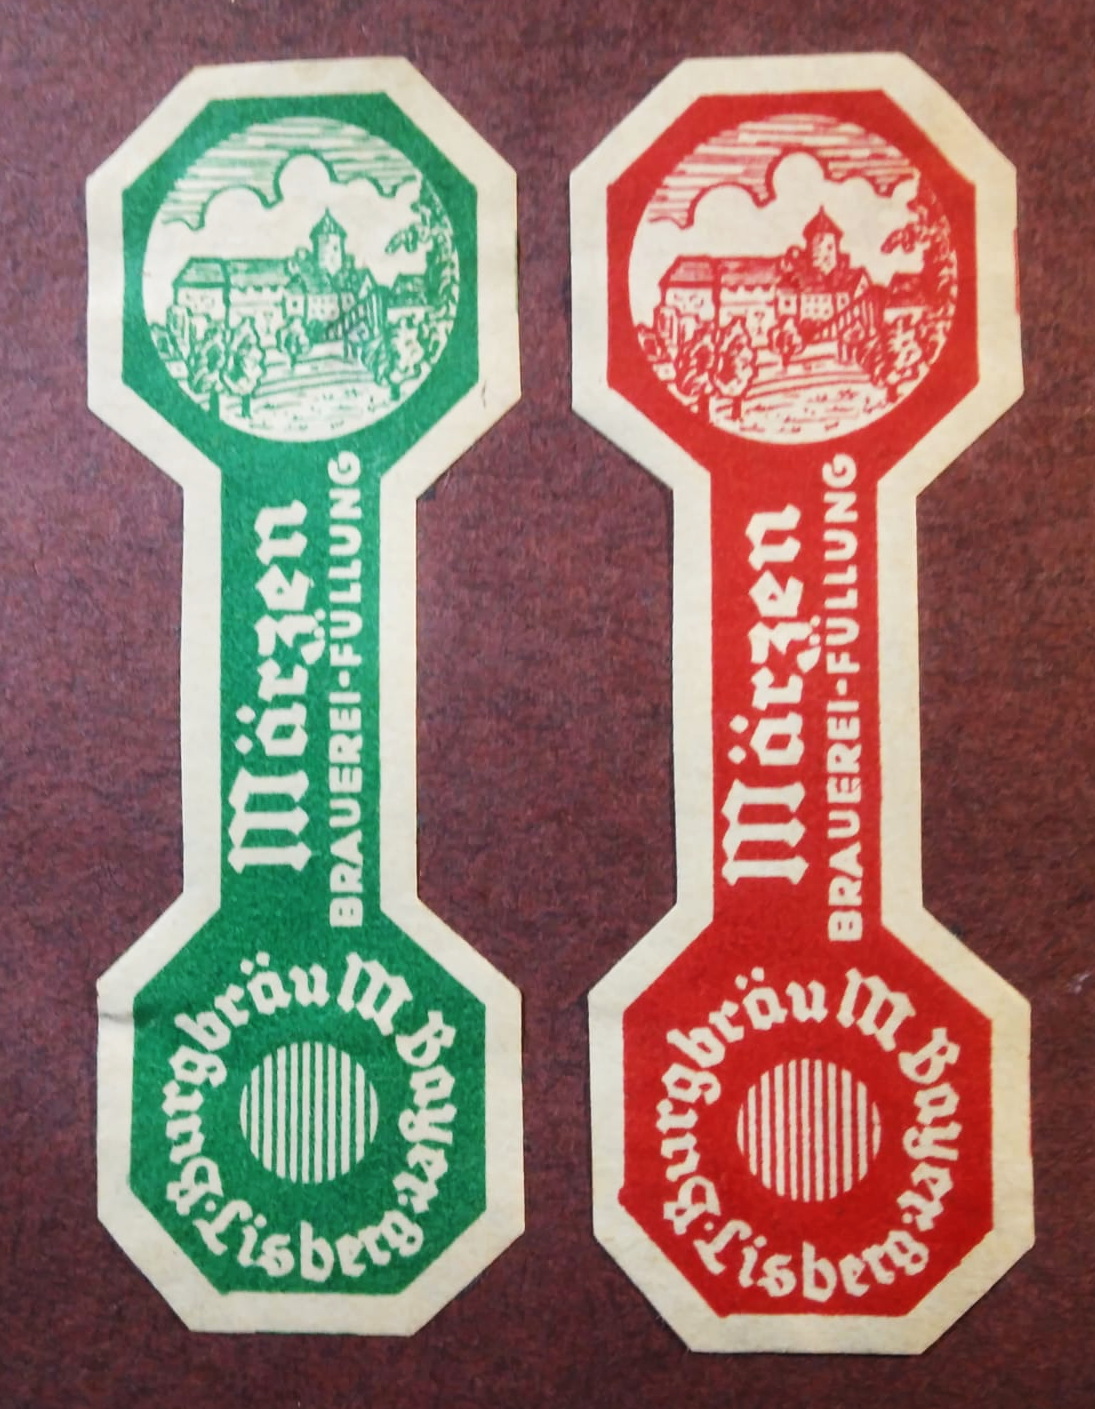 Märzen
BRAUEREI-FÜLLUNG
Burgbräu M Bayer
Lisberg
Märzen
BRAUEREI-FÜLLUNG
Burgbräu M Bayer
Lisberg